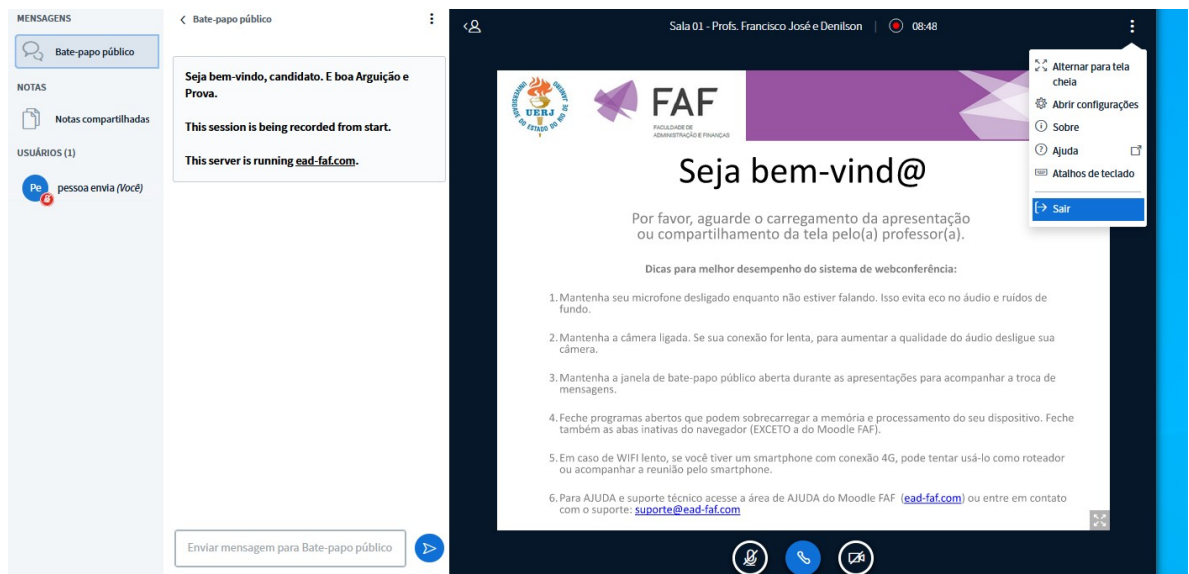 MENSAGENS
Bate-papo público
NOTAS
Notas compartilhadas
USUÁRIOS (1)
Pe
pessoa envia (Você)
Bate-papo público
Seja bem-vindo, candidato. E boa Arguição e
Prova.
This session is being recorded from start.
This server is running ead-faf.com.
Enviar mensagem para Bate-papo público
Sala 01 - Profs. Francisco José e Denilson | 08:48
UNIVERSIDADE DO ESTADO DO RIO DE JANEIRO
UERJ
FAF
FACULDADE DE
ADMINISTRAÇÃO E FINANÇAS
Seja bem-vind@
Por favor, aguarde o carregamento da apresentação
ou compartilhamento da tela pelo(a) professor(a).
Dicas para melhor desempenho do sistema de webconferência:
1. Mantenha seu microfone desligado enquanto não estiver falando. Isso evita eco no áudio e ruídos de
fundo.
2. Mantenha a câmera ligada. Se sua conexão for lenta, para aumentar a qualidade do áudio desligue sua
câmera.
3. Mantenha a janela de bate-papo público aberta durante as apresentações para acompanhar a troca de
mensagens.
4. Feche programas abertos que podem sobrecarregar a memória e processamento do seu dispositivo. Feche
também as abas inativas do navegador (EXCETO a do Moodle FAF).
5. Em caso de WIFI lento, se você tiver um smartphone com conexão 4G, pode tentar usá-lo como roteador
ou acompanhar a reunião pelo smartphone.
6. Para AJUDA e suporte técnico acesse a área de AJUDA do Moodle FAF (ead-faf.com) ou entre em contato
com o suporte: suporte@ead-faf.com
Alternar para tela
cheia
Abrir configurações
Sobre
Ajuda
Atalhos de teclado
Sair